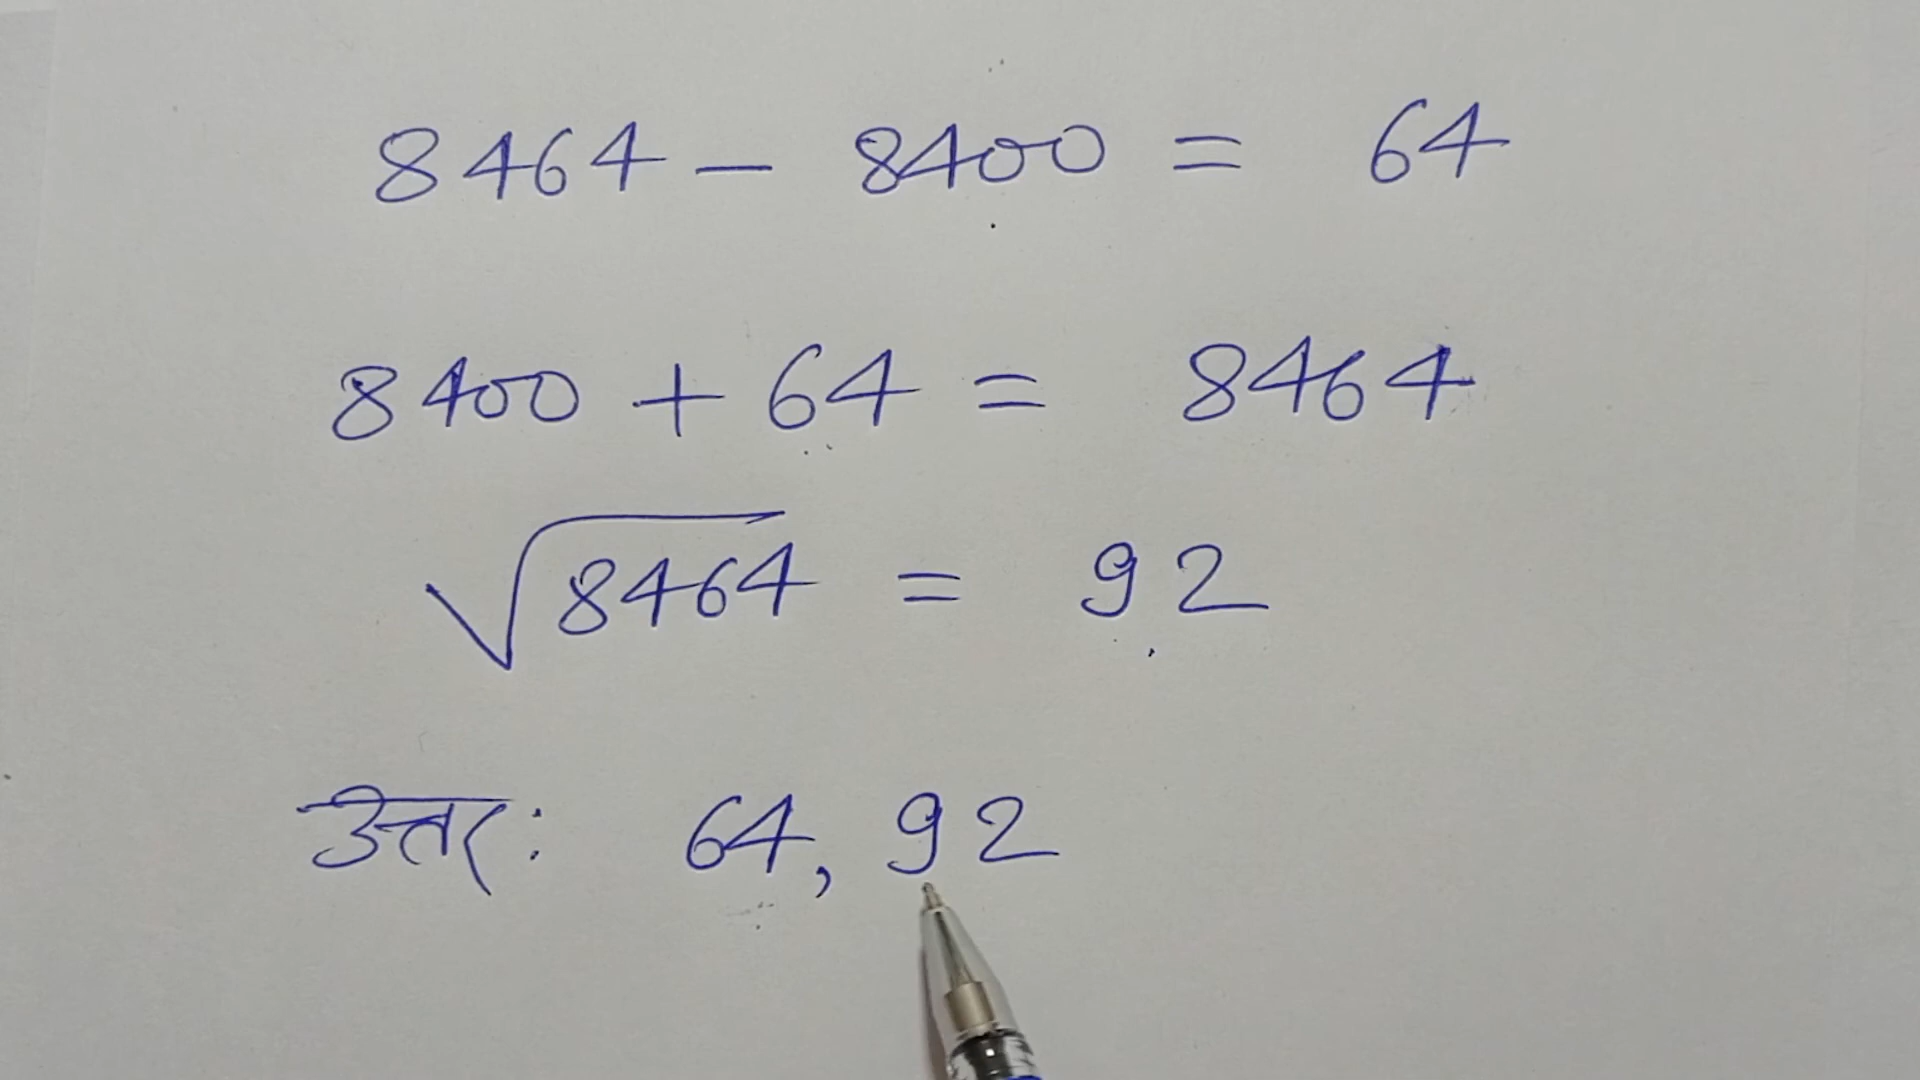 8464 - 8400 = 64
8400 + 64 = 8464
√8464 = 92
उत्तर: 64, 92